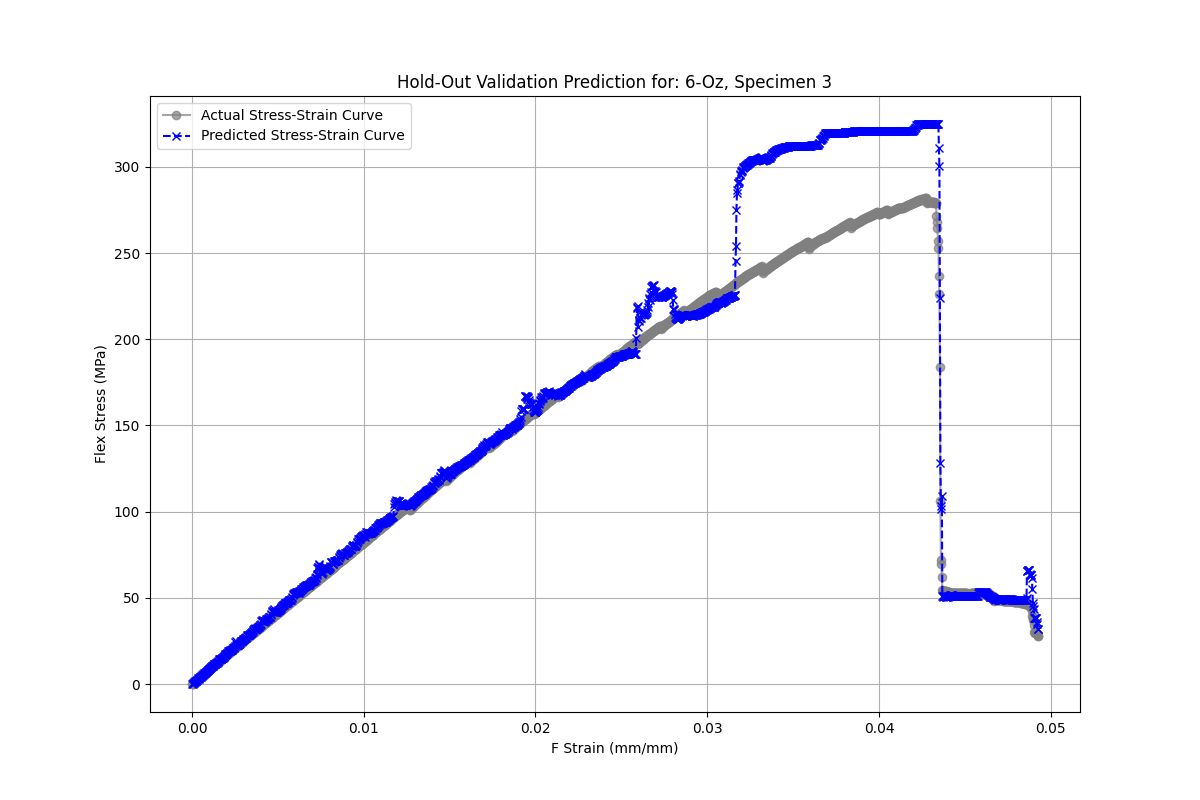 Hold-Out Validation Prediction for: 6-Oz, Specimen 3
Actual Stress-Strain Curve
Predicted Stress-Strain Curve
300
250
200
150
100
50
0
Flex Stress (MPa)
0.00 0.01 0.02 0.03 0.04 0.05
F Strain (mm/mm)